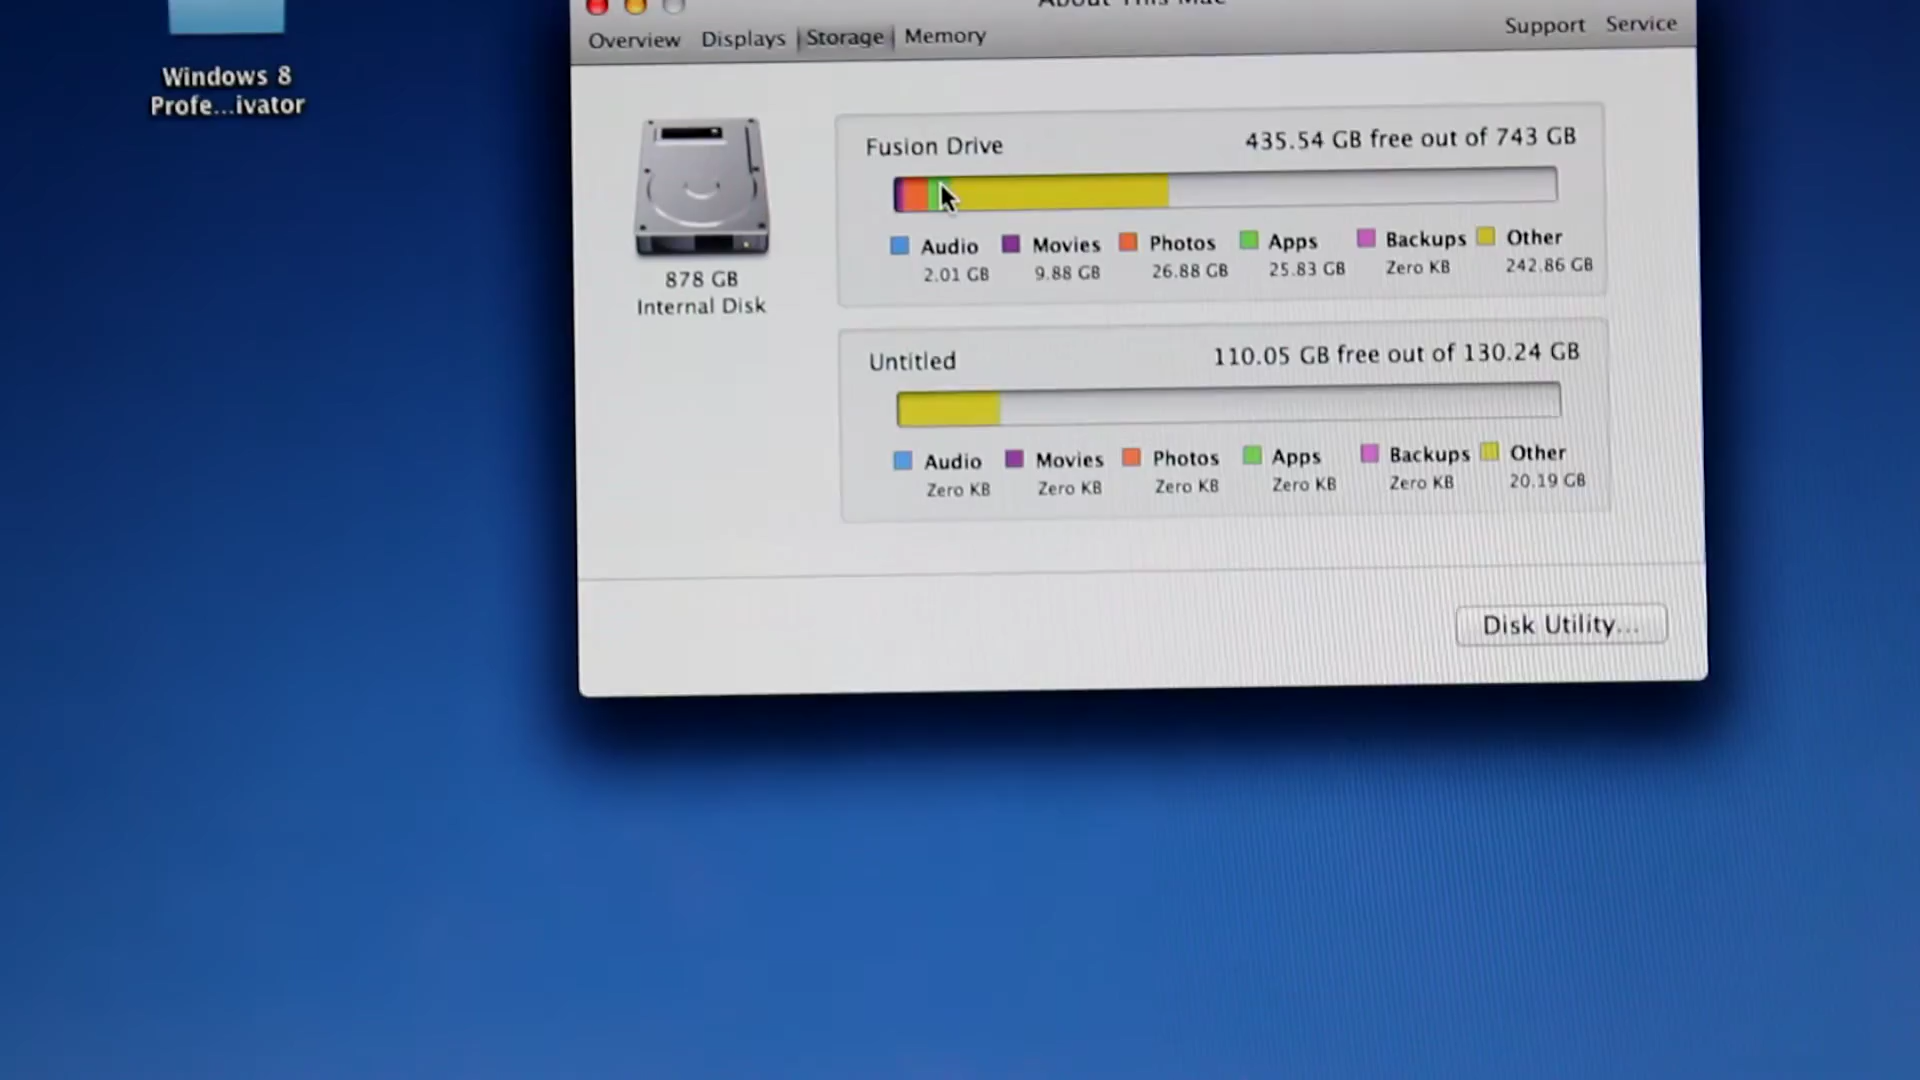 About This Mac
Overview Displays Storage Memory Support Service
Windows 8
Profe...ivator
Fusion Drive 435.54 GB free out of 743 GB
Audio Movies Photos Apps Backups Other
2.01 GB 9.88 GB 26.88 GB 25.83 GB Zero KB 242.86 GB
878 GB
Internal Disk
Untitled 110.05 GB free out of 130.24 GB
Audio Movies Photos Apps Backups Other
Zero KB Zero KB Zero KB Zero KB Zero KB 20.19 GB
Disk Utility...